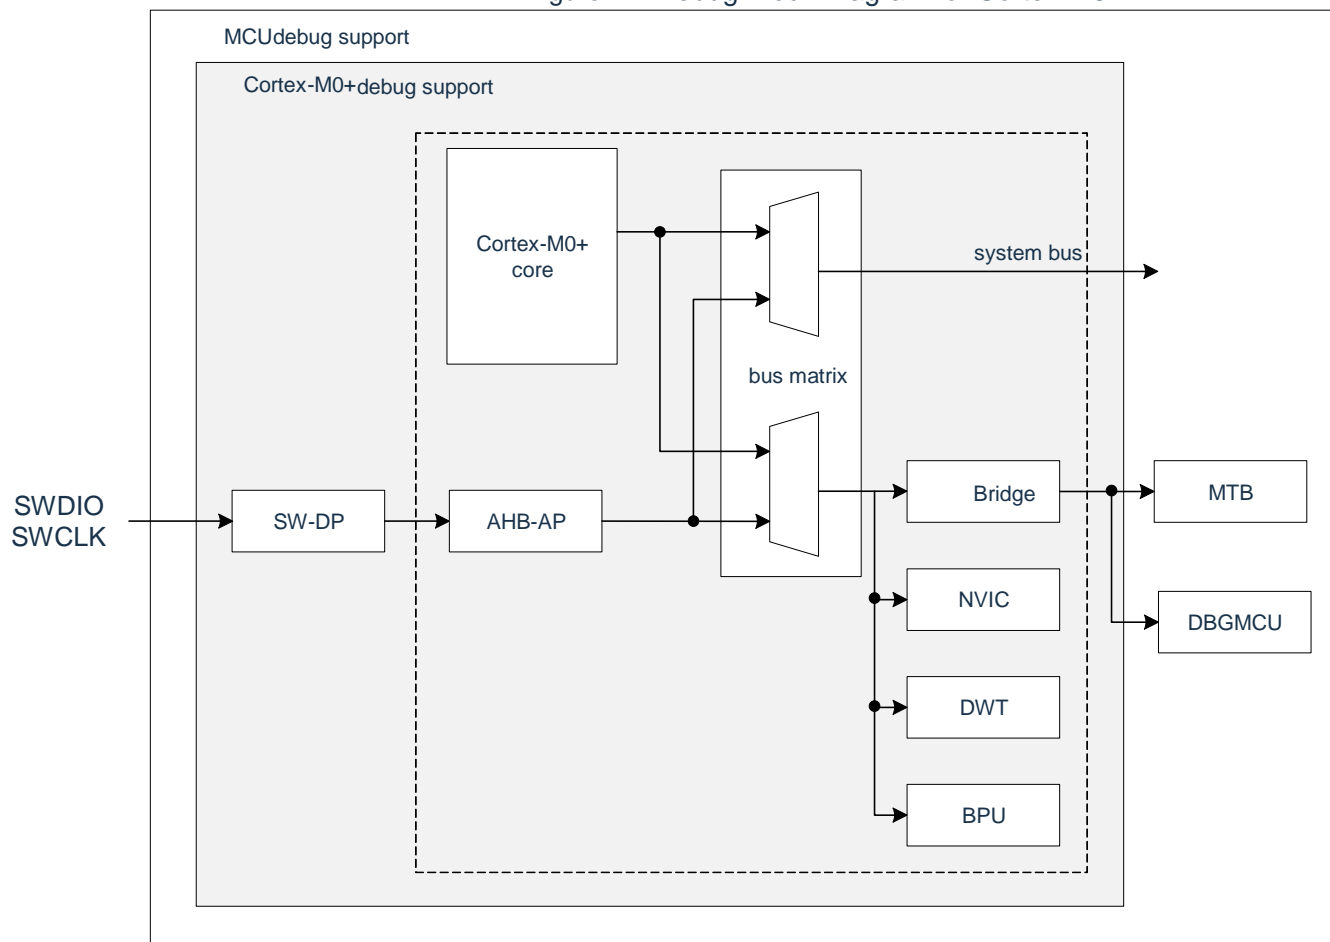 MCUdebug support
Cortex-M0+debug support
Cortex-M0+
core
system bus
bus matrix
SWDIO
SWCLK
SW-DP
AHB-AP
Bridge
MTB
NVIC
DBGMCU
DWT
BPU